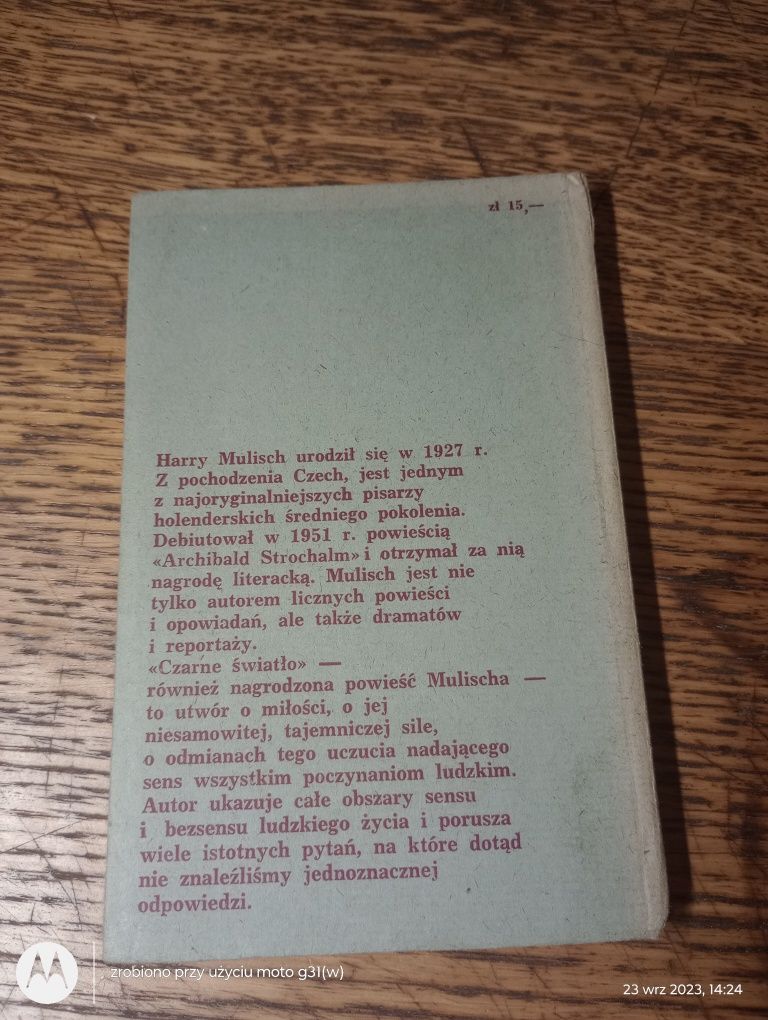 zł 15,—
Harry Mulisch urodził się w 1927 r.
Z pochodzenia Czech, jest jednym
z najoryginalniejszych pisarzy
holenderskich średniego pokolenia.
Debiutował w 1951 r. powieścią
«Archibald Strochalm» i otrzymał za nią
nagrodę literacką. Mulisch jest nie
tylko autorem licznych powieści
i opowiadań, ale także dramatów
i reportaży.
«Czarne światło» —
również nagrodzona powieść Mulischa —
to utwór o miłości, o jej
niesamowitej, tajemniczej sile,
o odmianach tego uczucia nadającego
sens wszystkim poczynaniom ludzkim.
Autor ukazuje całe obszary sensu
i bezsensu ludzkiego życia i porusza
wiele istotnych pytań, na które dotąd
nie znaleźliśmy jednoznacznej
odpowiedzi.
zrobiono przy użyciu moto g31(w)
23 wrz 2023, 14:24